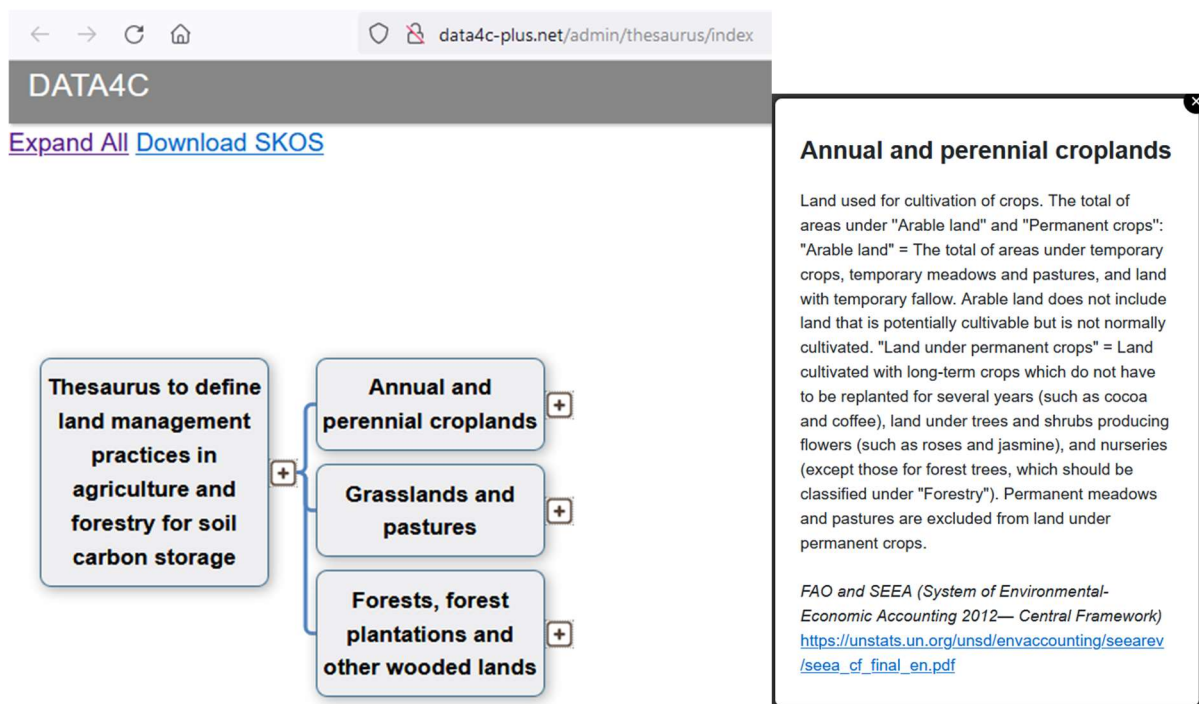 data4c-plus.net/admin/thesaurus/index
DATA4C
Expand All Download SKOS
Thesaurus to define
land management
practices in
agriculture and
forestry for soil
carbon storage
Annual and
perennial croplands
Grasslands and
pastures
Forests, forest
plantations and
other wooded lands
Annual and perennial croplands
Land used for cultivation of crops. The total of
areas under "Arable land" and "Permanent crops":
"Arable land" = The total of areas under temporary
crops, temporary meadows and pastures, and land
with temporary fallow. Arable land does not include
land that is potentially cultivable but is not normally
cultivated. "Land under permanent crops" = Land
cultivated with long-term crops which do not have
to be replanted for several years (such as cocoa
and coffee), land under trees and shrubs producing
flowers (such as roses and jasmine), and nurseries
(except those for forest trees, which should be
classified under "Forestry"). Permanent meadows
and pastures are excluded from land under
permanent crops.
FAO and SEEA (System of Environmental-
Economic Accounting 2012— Central Framework)
https://unstats.un.org/unsd/envaccounting/seearev
/seea_cf_final_en.pdf